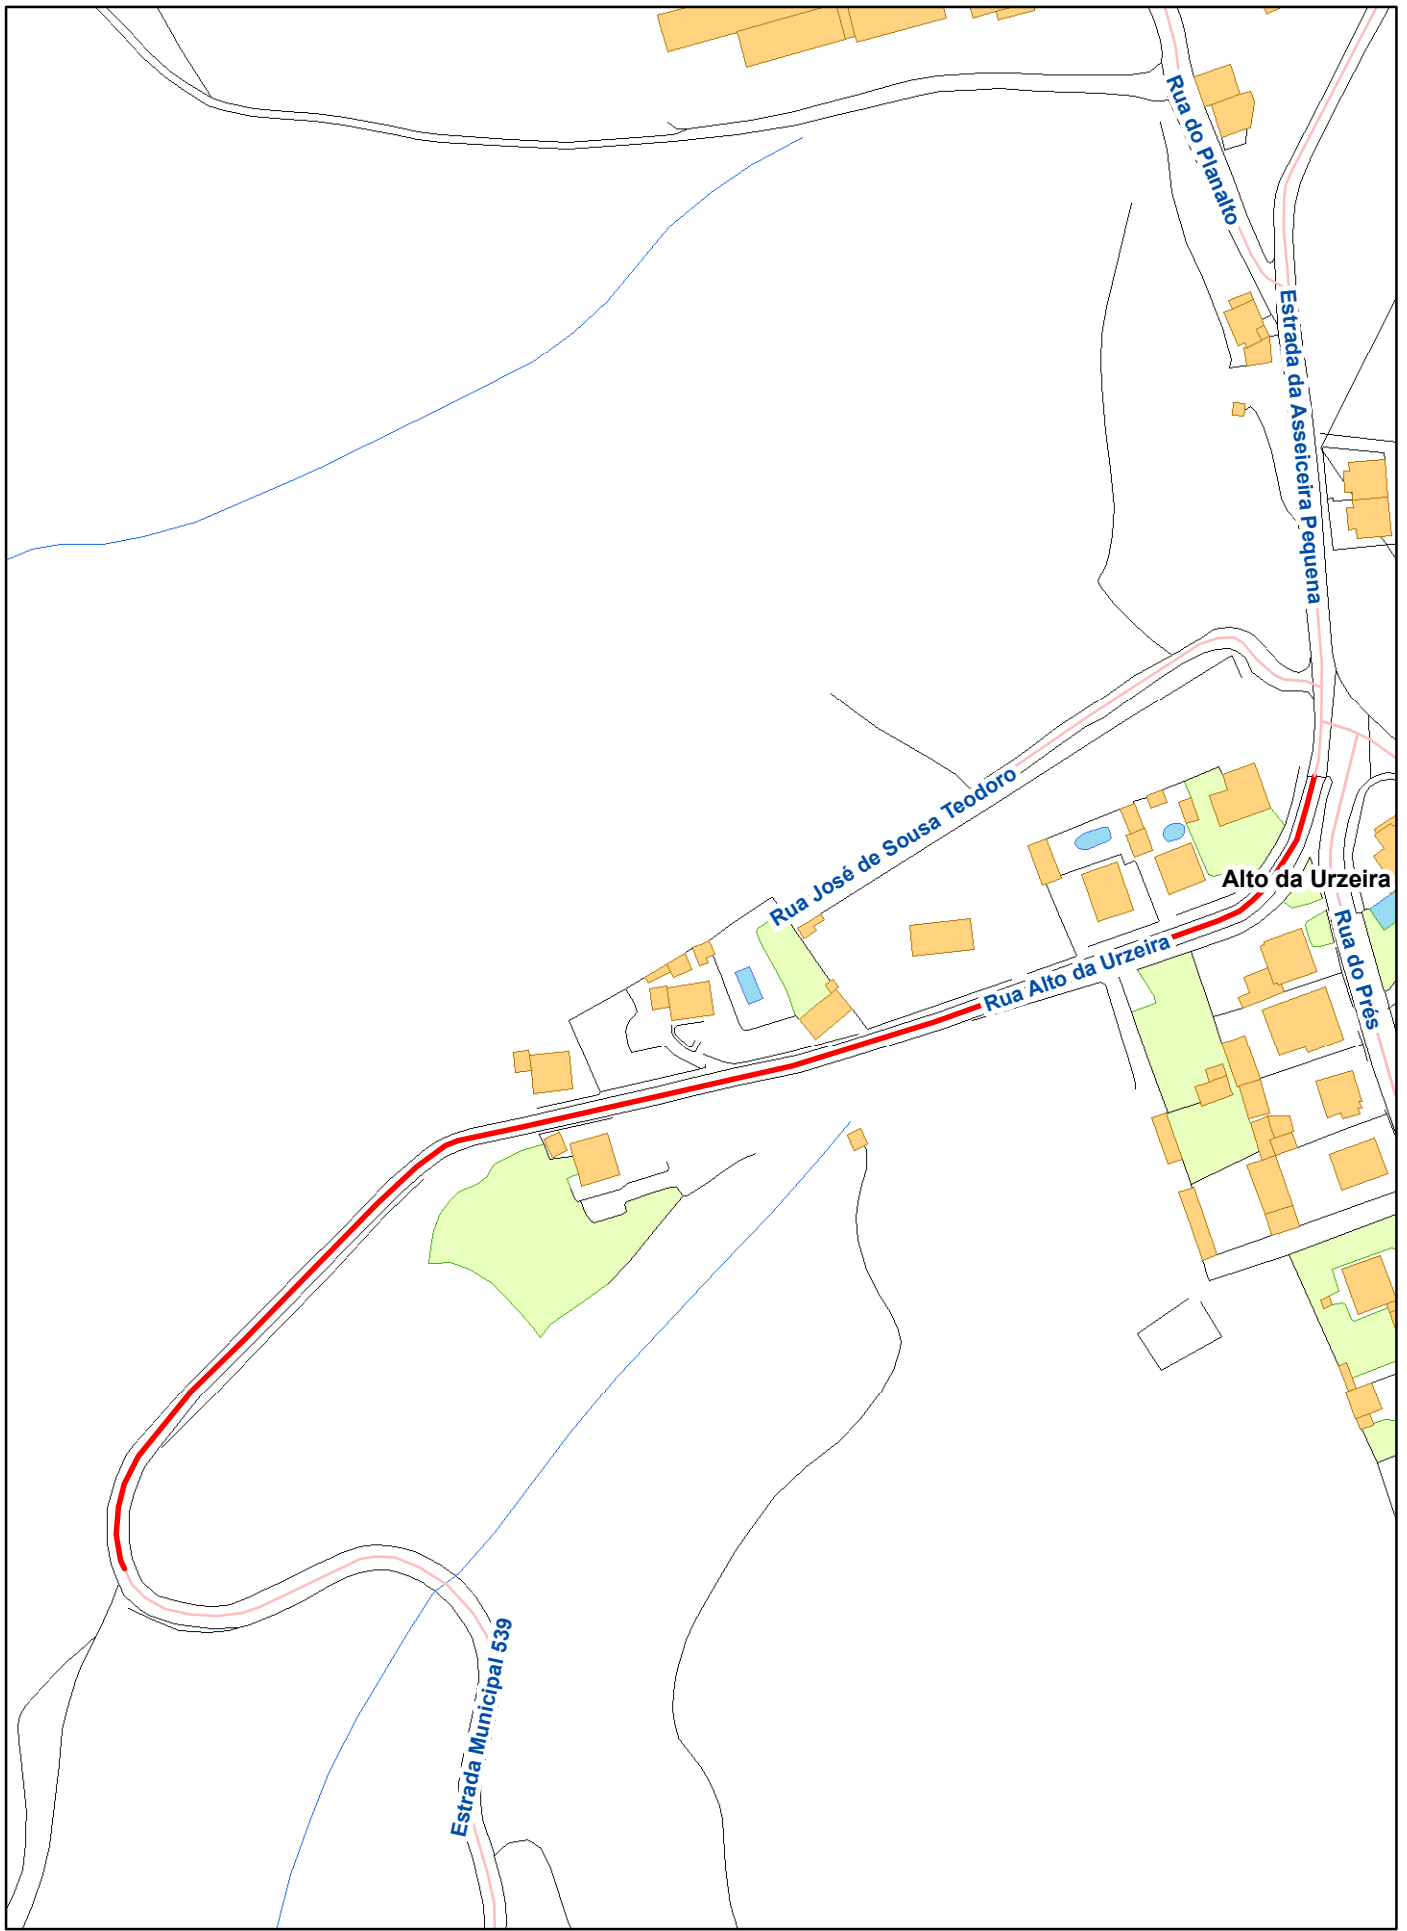 Rua do Planalto
Estrada da Asseiceira Pequena
Rua José de Sousa Teodoro
Alto da Urzeira
Rua Alto da Urzeira
Rua do Prés
Estrada Municipal 539